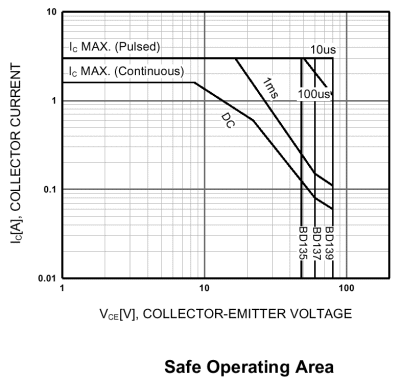 10
I_C MAX. (Pulsed)
10us
I_C MAX. (Continuous)
1ms
100us
1
DC
I_C[A], COLLECTOR CURRENT
0.1
BD135
BD137
BD139
0.01
1
10
100
V_CE[V], COLLECTOR-EMITTER VOLTAGE
Safe Operating Area